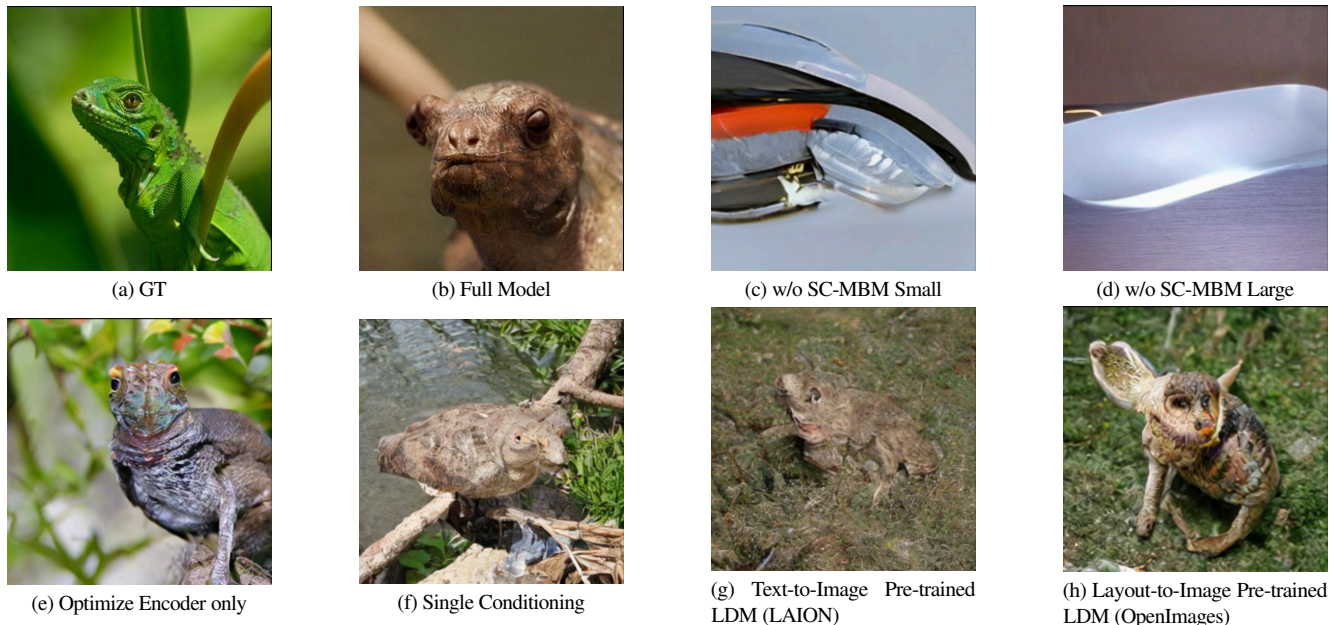 (a) GT
(b) Full Model
(c) w/o SC-MBM Small
(d) w/o SC-MBM Large
(e) Optimize Encoder only
(f) Single Conditioning
(g) Text-to-Image Pre-trained
LDM (LAION)
(h) Layout-to-Image Pre-trained
LDM (OpenImages)